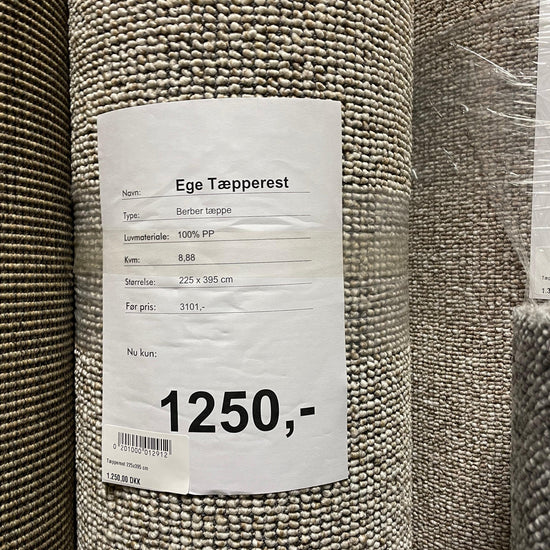 Navn: Ege Tæpperest
Type: Berber tæppe
Luvmateriale: 100% PP
Kvm: 8,88
Størrelse: 225 x 395 cm
Før pris: 3101,-
Nu kun:
1250,-
0 201000 012912
Tæpperest 225x395 cm
1.250,00 DKK